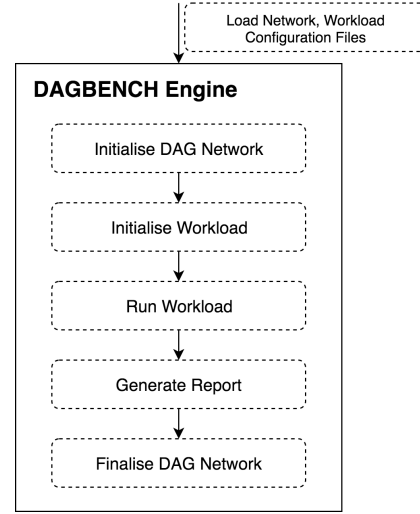 Load Network, Workload
Configuration Files
DAGBENCH Engine
Initialise DAG Network
Initialise Workload
Run Workload
Generate Report
Finalise DAG Network